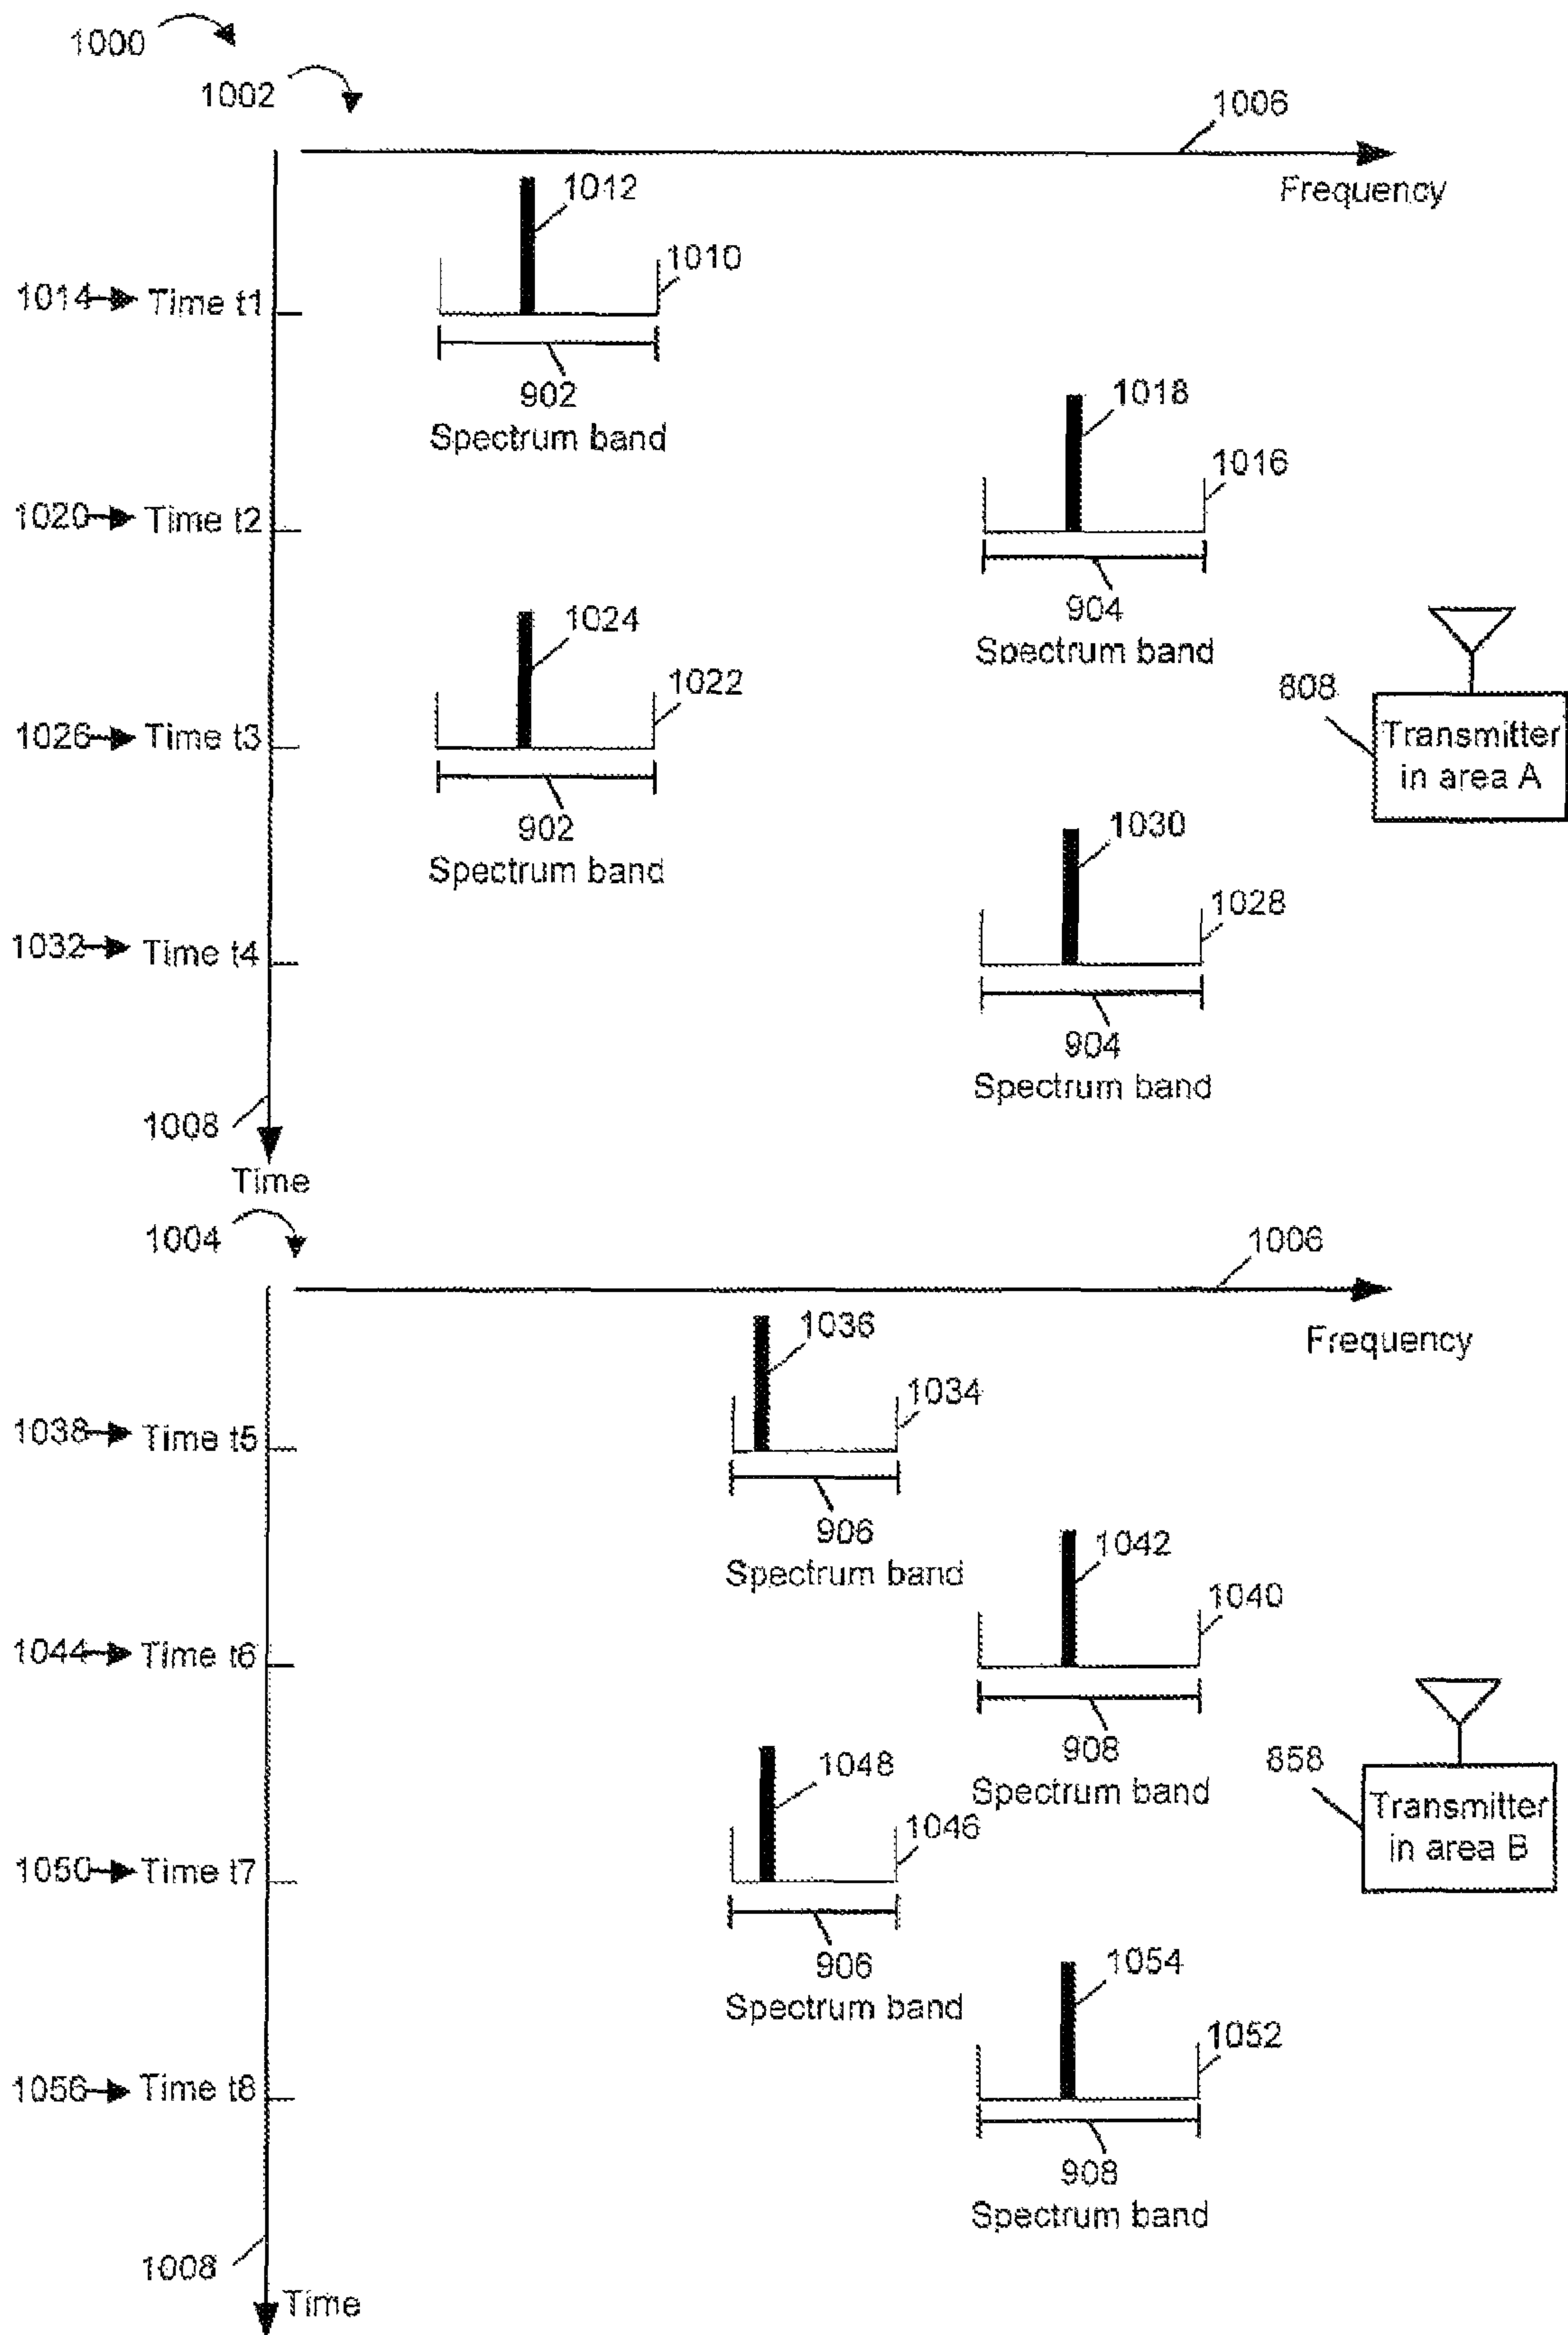 1000
1002
1006
Frequency
1012
1010
1014 Time t1
902
Spectrum band
1018
1016
1020 Time t2
904
Spectrum band
1024
1022
808
Transmitter
in area A
1026 Time t3
902
Spectrum band
1030
1028
1032 Time t4
904
Spectrum band
1008
Time
1004
1006
Frequency
1036
1034
1038 Time t5
906
Spectrum band
1042
1040
1044 Time t6
908
Spectrum band
858
Transmitter
in area B
1048
1046
1050 Time t7
906
Spectrum band
1054
1052
1056 Time t8
908
Spectrum band
1008
Time